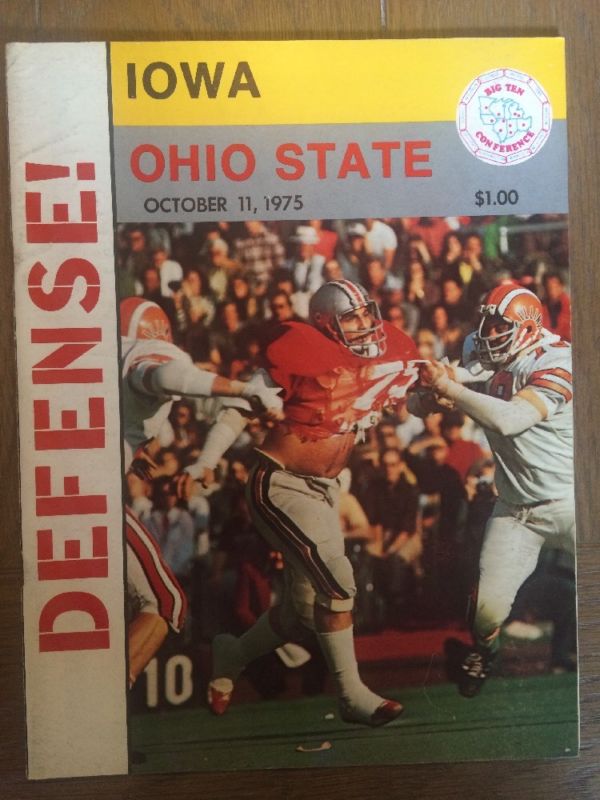 DEFENSE!
IOWA
OHIO STATE
OCTOBER 11, 1975
$1.00
BIG TEN
CONFERENCE
10